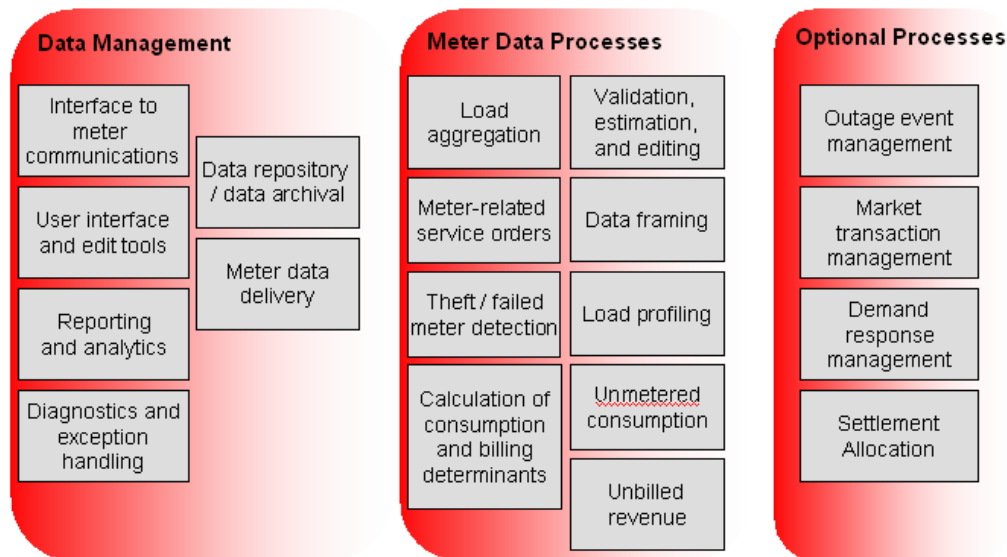 Data Management
Interface to
meter
communications
User interface
and edit tools
Reporting
and analytics
Diagnostics and
exception
handling
Data repository
/ data archival
Meter data
delivery
Meter Data Processes
Load
aggregation
Meter-related
service orders
Theft / failed
meter detection
Calculation of
consumption
and billing
determinants
Validation,
estimation,
and editing
Data framing
Load profiling
Unmetered
consumption
Unbilled
revenue
Optional Processes
Outage event
management
Market
transaction
management
Demand
response
management
Settlement
Allocation